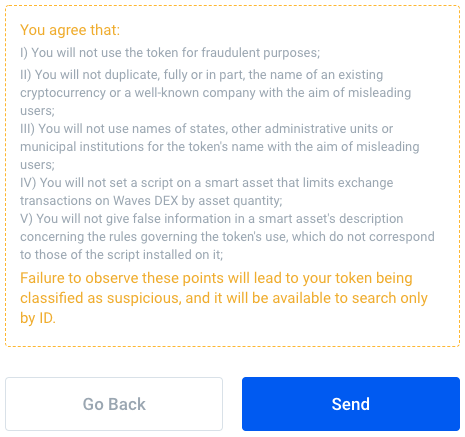 You agree that:
I) You will not use the token for fraudulent purposes;
II) You will not duplicate, fully or in part, the name of an existing
cryptocurrency or a well-known company with the aim of misleading
users;
III) You will not use names of states, other administrative units or
municipal institutions for the token's name with the aim of misleading
users;
IV) You will not set a script on a smart asset that limits exchange
transactions on Waves DEX by asset quantity;
V) You will not give false information in a smart asset's description
concerning the rules governing the token's use, which do not correspond
to those of the script installed on it;
Failure to observe these points will lead to your token being
classified as suspicious, and it will be available to search only
by ID.
Go Back
Send